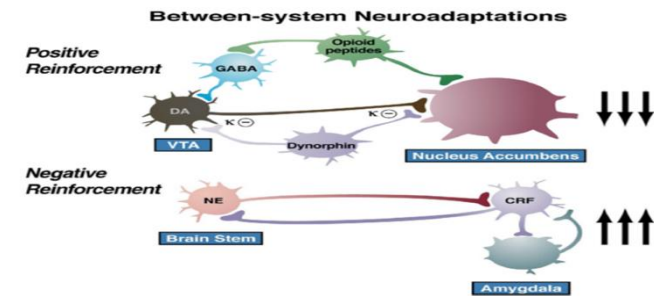 Between-system Neuroadaptations
Positive
Reinforcement
Opioid
peptides
GABA
DA
κ ⊖
κ ⊖
VTA
Dynorphin
Nucleus Accumbens
Negative
Reinforcement
NE
CRF
Brain Stem
Amygdala